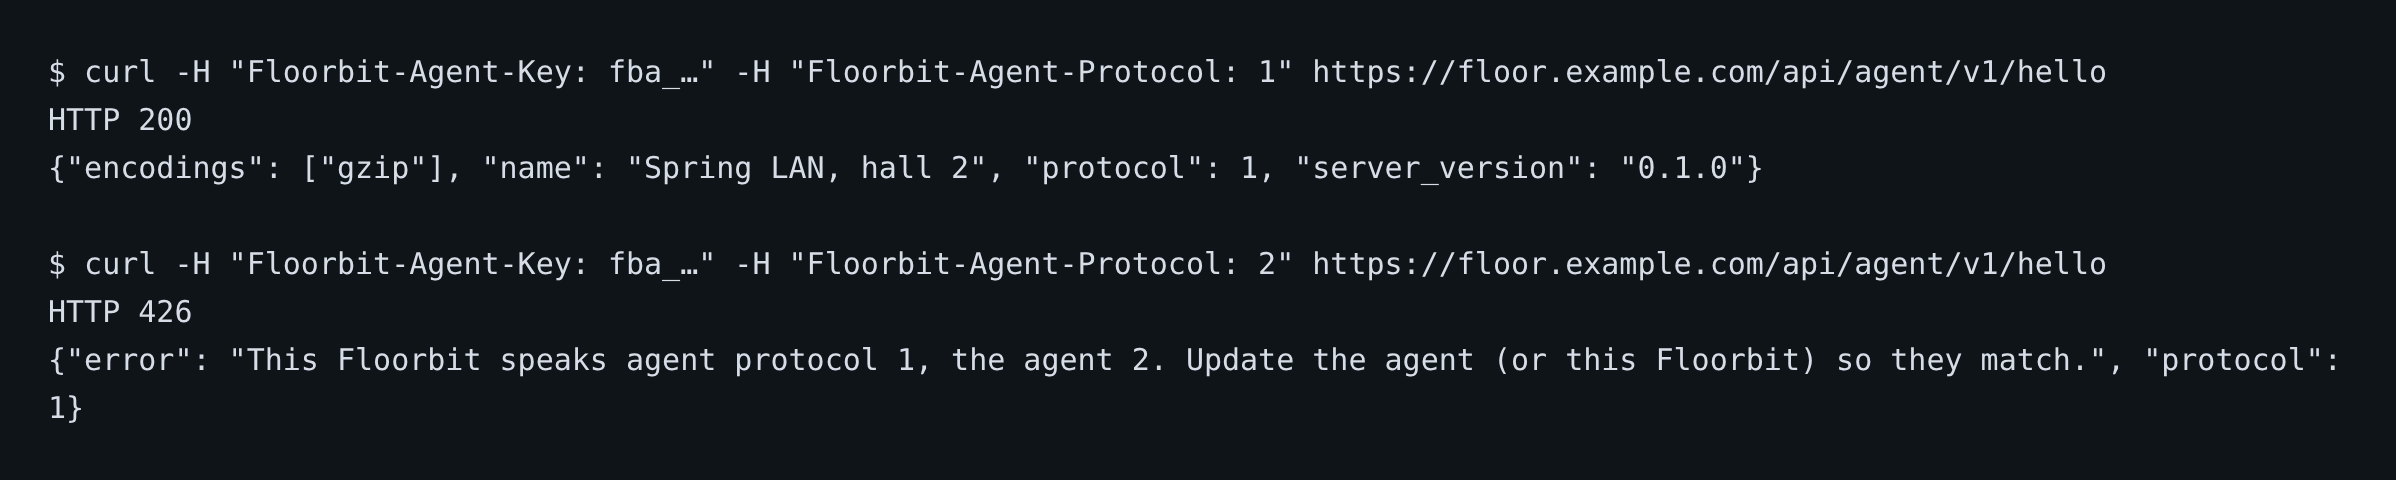 $ curl -H "Floorbit-Agent-Key: fba_…" -H "Floorbit-Agent-Protocol: 1" https://floor.example.com/api/agent/v1/hello
HTTP 200
{"encodings": ["gzip"], "name": "Spring LAN, hall 2", "protocol": 1, "server_version": "0.1.0"}
$ curl -H "Floorbit-Agent-Key: fba_…" -H "Floorbit-Agent-Protocol: 2" https://floor.example.com/api/agent/v1/hello
HTTP 426
{"error": "This Floorbit speaks agent protocol 1, the agent 2. Update the agent (or this Floorbit) so they match.", "protocol":
1}